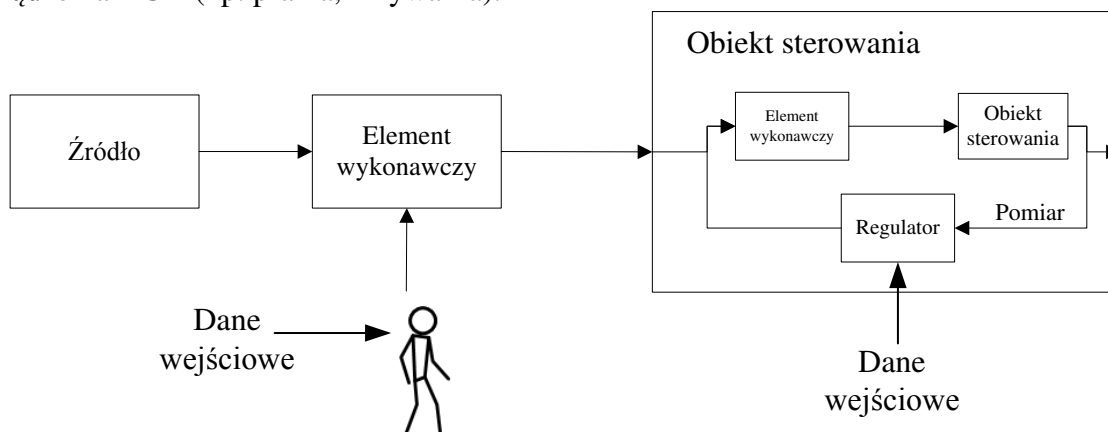 Obiekt sterowania
Źródło
Element
wykonawczy
Element
wykonawczy
Obiekt
sterowania
Regulator
Pomiar
Dane
wejściowe
Dane
wejściowe